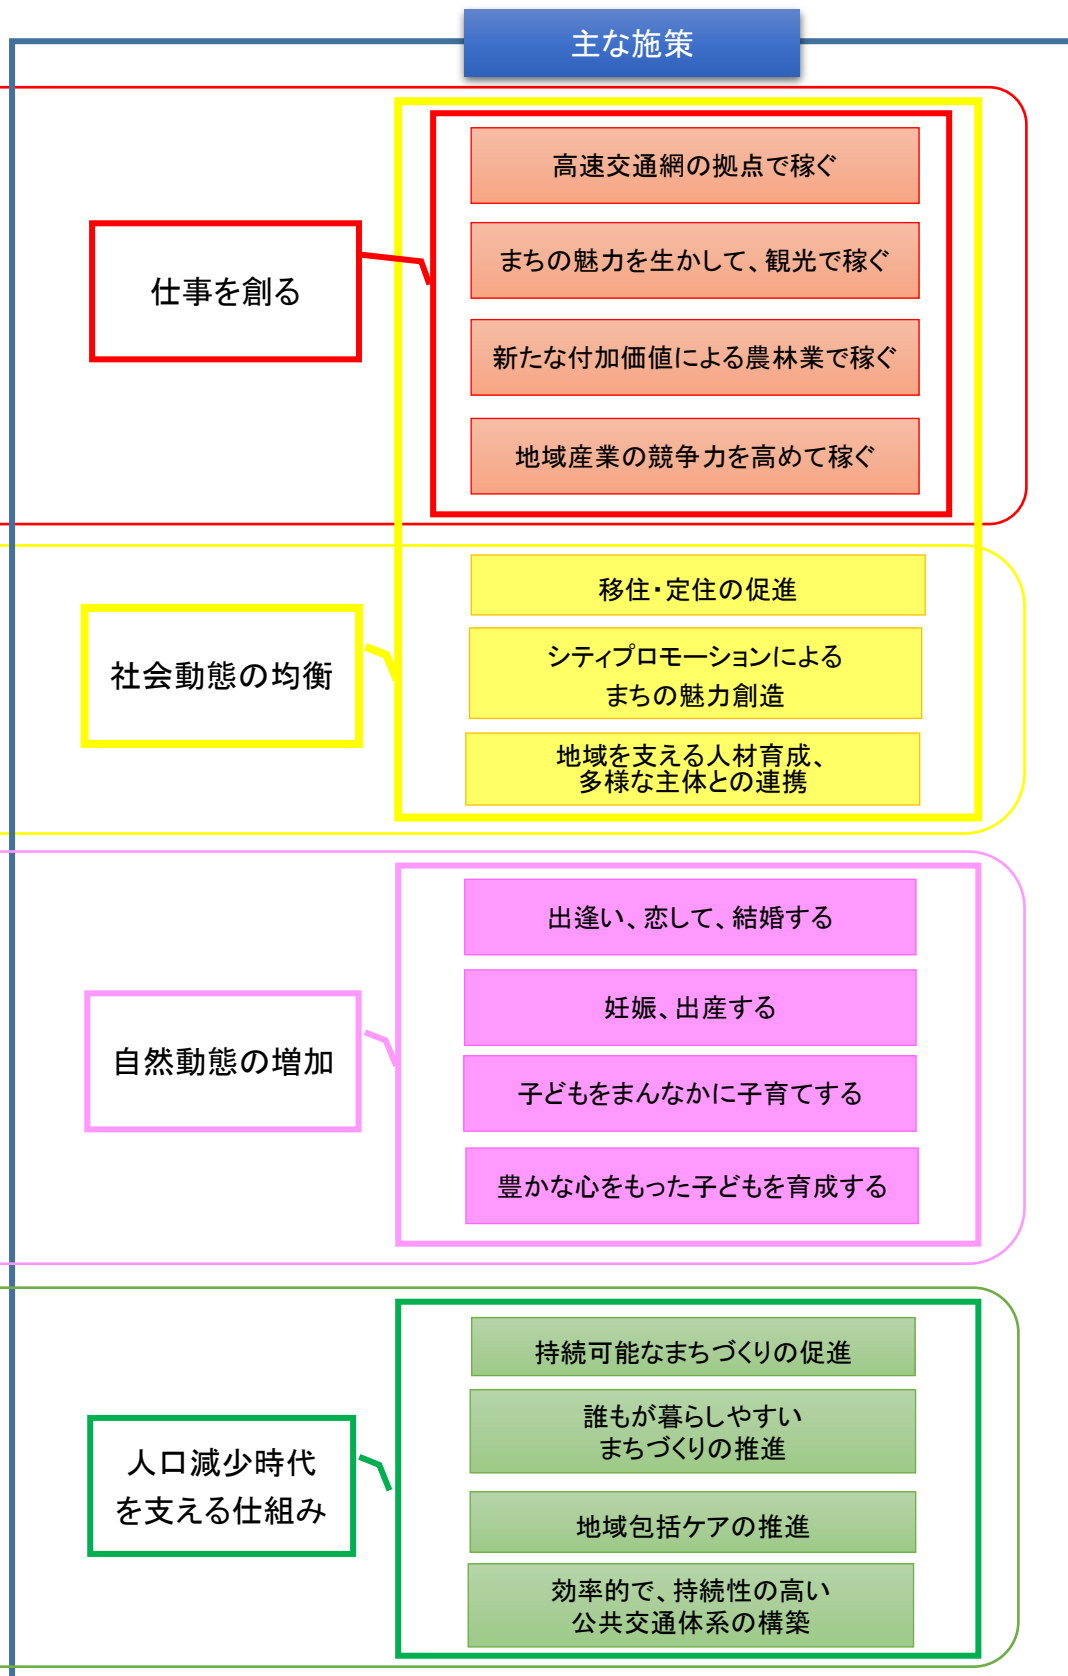 主な施策
仕事を創る
高速交通網の拠点で稼ぐ
まちの魅力を生かして、観光で稼ぐ
新たな付加価値による農林業で稼ぐ
地域産業の競争力を高めて稼ぐ
社会動態の均衡
移住・定住の促進
シティプロモーションによる
まちの魅力創造
地域を支える人材育成、
多様な主体との連携
自然動態の増加
出逢い、恋して、結婚する
妊娠、出産する
子どもをまんなかに子育てする
豊かな心をもった子どもを育成する
人口減少時代
を支える仕組み
持続可能なまちづくりの促進
誰もが暮らしやすい
まちづくりの推進
地域包括ケアの推進
効率的で、持続性の高い
公共交通体系の構築